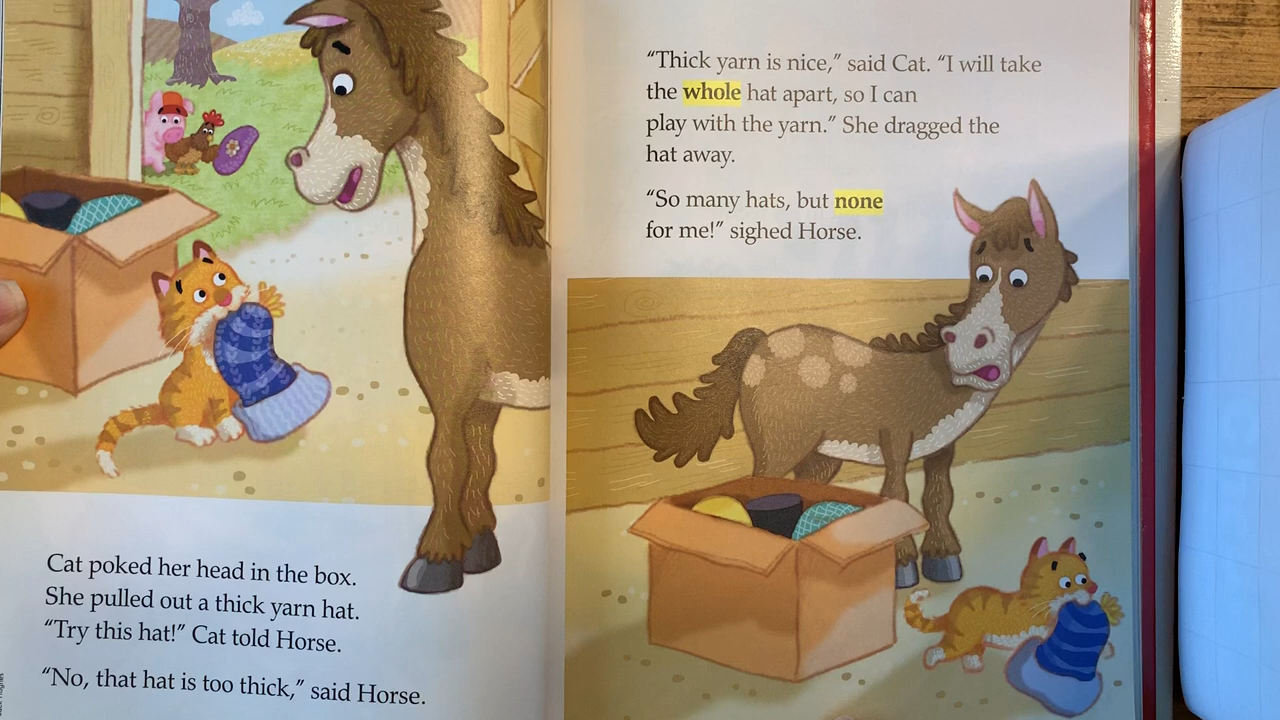 Cat poked her head in the box.
She pulled out a thick yarn hat.
“Try this hat!” Cat told Horse.
“No, that hat is too thick,” said Horse.
“Thick yarn is nice,” said Cat. “I will take
the whole hat apart, so I can
play with the yarn.” She dragged the
hat away.
“So many hats, but none
for me!” sighed Horse.